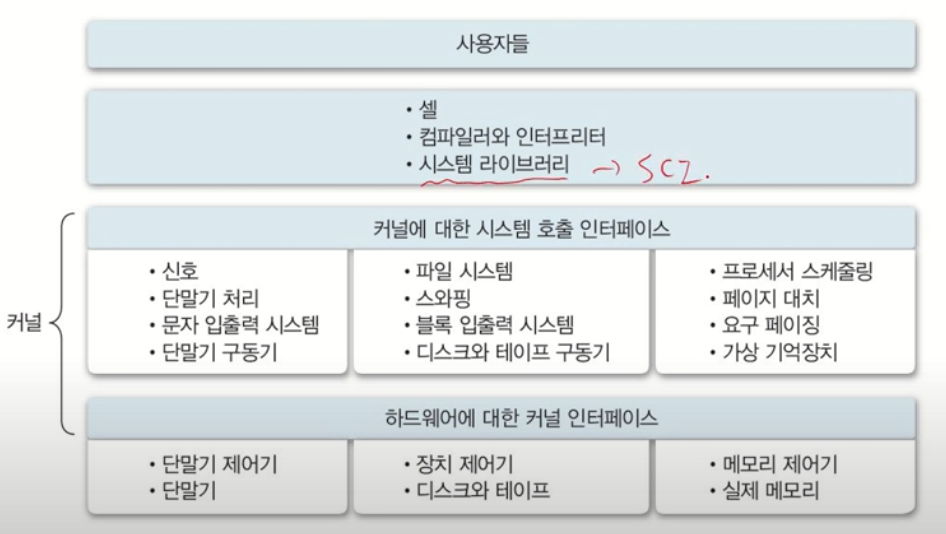 사용자들
• 셸
• 컴파일러와 인터프리터
• 시스템 라이브러리 → SCI.
커널에 대한 시스템 호출 인터페이스
커널
• 신호
• 단말기 처리
• 문자 입출력 시스템
• 단말기 구동기
• 파일 시스템
• 스와핑
• 블록 입출력 시스템
• 디스크와 테이프 구동기
• 프로세서 스케줄링
• 페이지 대치
• 요구 페이징
• 가상 기억장치
하드웨어에 대한 커널 인터페이스
• 단말기 제어기
• 단말기
• 장치 제어기
• 디스크와 테이프
• 메모리 제어기
• 실제 메모리